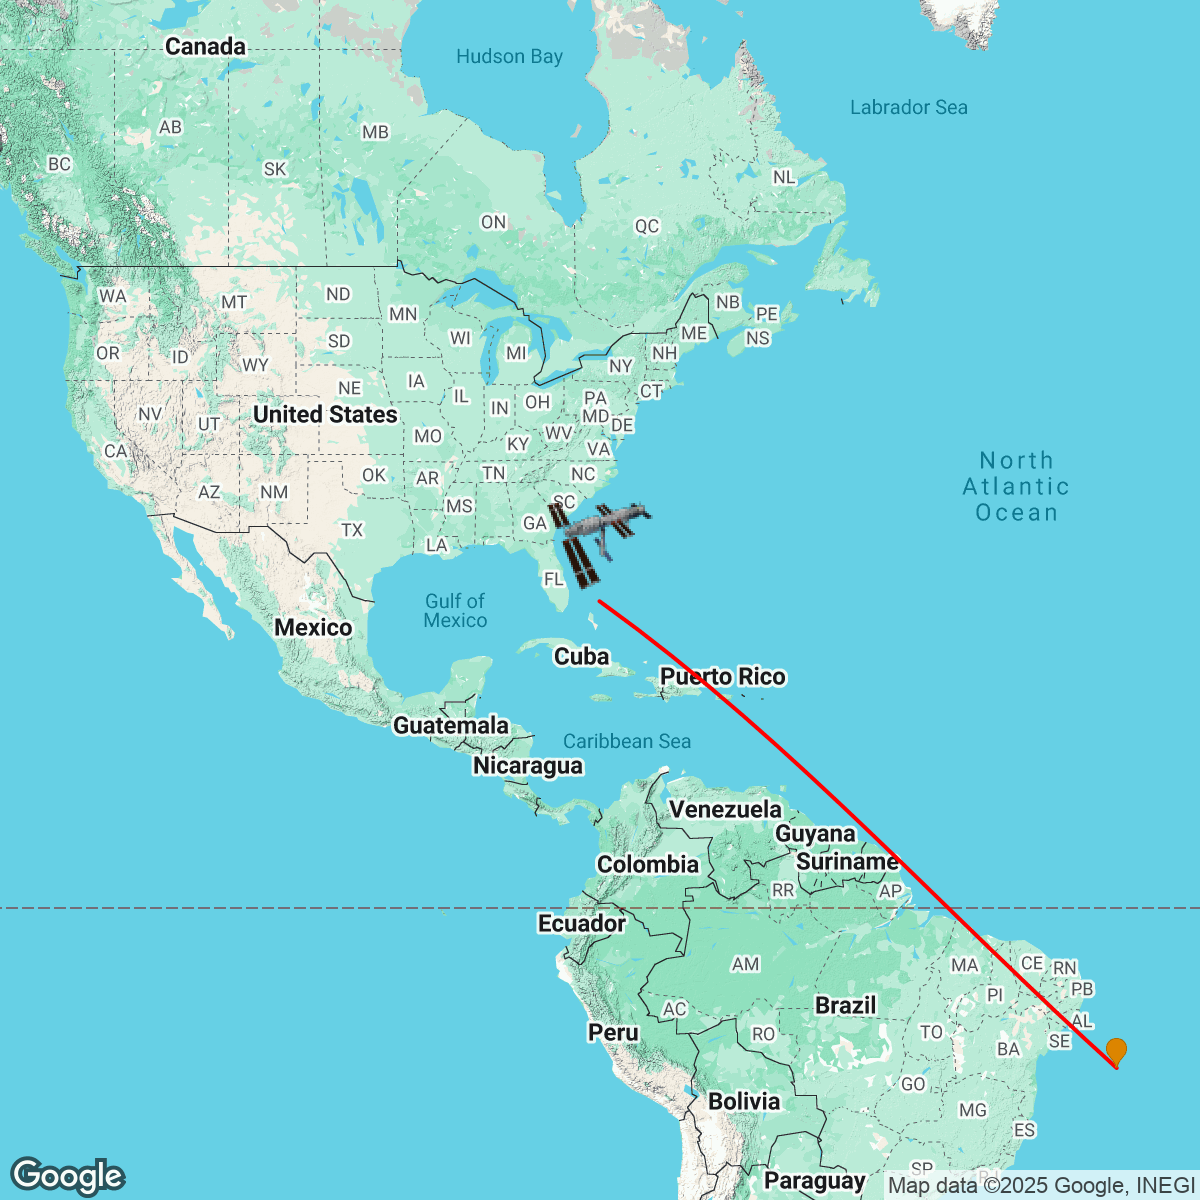 Canada
Hudson Bay
Labrador Sea
AB
MB
BC
SK
NL
ON
QC
WA
MT
ND
MN
NB
PE
OR
ID
WY
SD
WI
MI
NY
NH
ME
NS
NE
IA
IL
IN
OH
PA
CT
NV
UT
United States
MO
KY
WV
MD
DE
VA
CA
AZ
NM
OK
AR
TN
NC
MS
SC
GA
TX
LA
FL
North
Atlantic
Ocean
Gulf of
Mexico
Mexico
Cuba
Puerto Rico
Guatemala
Caribbean Sea
Nicaragua
Venezuela
Guyana
Colombia
Suriname
RR
AP
Ecuador
AM
MA
CE
RN
PI
PB
AC
Brazil
Peru
RO
TO
BA
SE
AL
GO
Bolivia
MG
ES
SP
RJ
Paraguay
Google
Map data ©2025 Google, INEGI